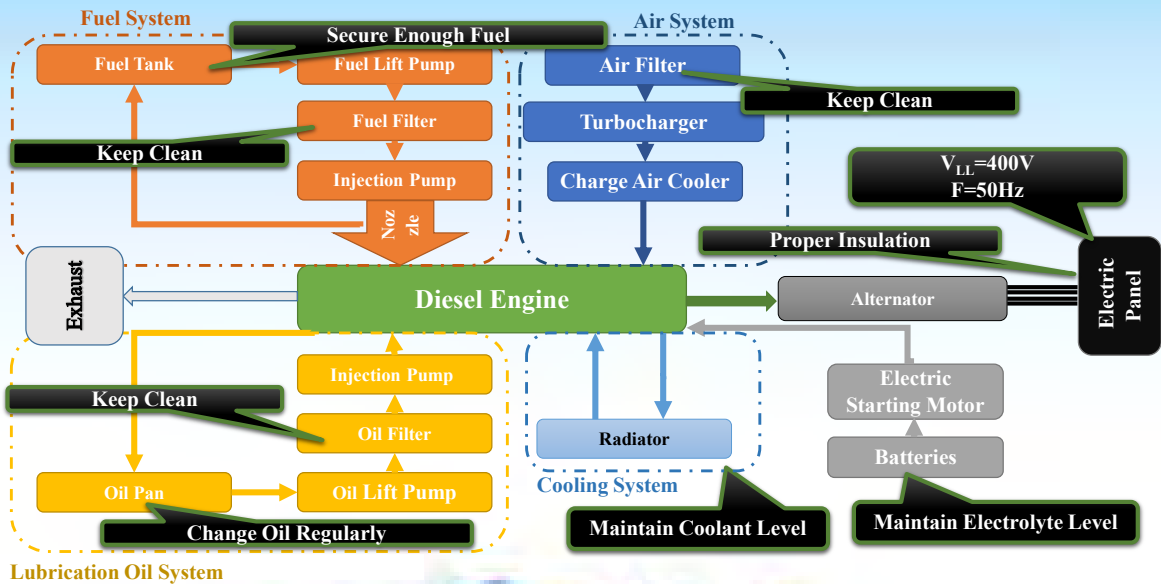 Fuel System
Air System
Secure Enough Fuel
Fuel Tank
Fuel Lift Pump
Air Filter
Keep Clean
Fuel Filter
Turbocharger
Keep Clean
Injection Pump
Charge Air Cooler
V_LL=400V
F=50Hz
Noz
zle
Proper Insulation
Exhaust
Diesel Engine
Alternator
Electric
Panel
Injection Pump
Keep Clean
Electric
Starting Motor
Oil Filter
Radiator
Batteries
Oil Pan
Oil Lift Pump
Cooling System
Change Oil Regularly
Maintain Coolant Level
Maintain Electrolyte Level
Lubrication Oil System